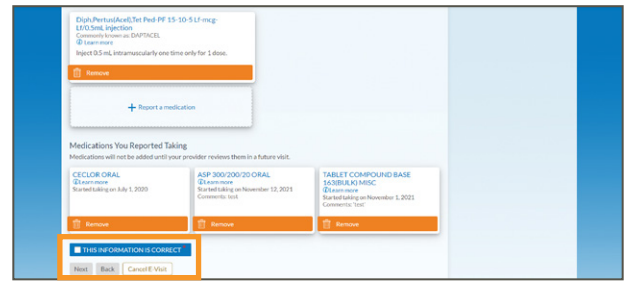 Diph,Pertus(Acel),Tet Ped-PF 15-10-
5 Lf-mcg-
Lf/0.5mL injection
Commonly known as: DAPTACEL
Learn more
Inject 0.5 mL intramuscularly one time
only for 1 dose.
Remove
+ Report a medication
Medications You Reported Taking
Medications will not be added until your provider reviews them in a future visit.
CECLOR ORAL
Learn more
Started taking on July 1, 2020
Remove
ASP 300/200/20 ORAL
Learn more
Started taking on November 12, 2021
Comments: test
Remove
TABLET COMPOUND BASE
163(BULK) MISC
Learn more
Started taking on November 1, 2021
Comments: "test"
Remove
THIS INFORMATION IS CORRECT
Next Back Cancel E-Visit